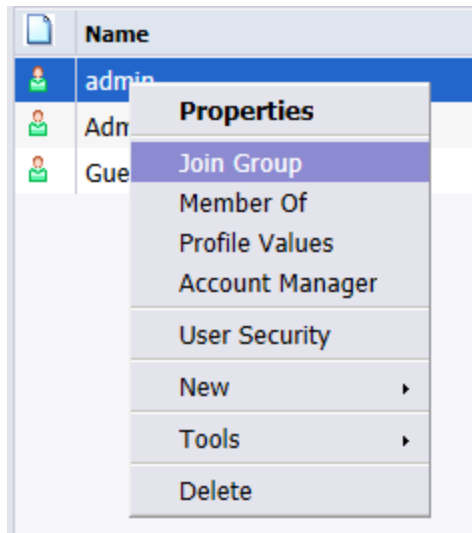 Name
admin
Adm
Gue
Properties
Join Group
Member Of
Profile Values
Account Manager
User Security
New
Tools
Delete